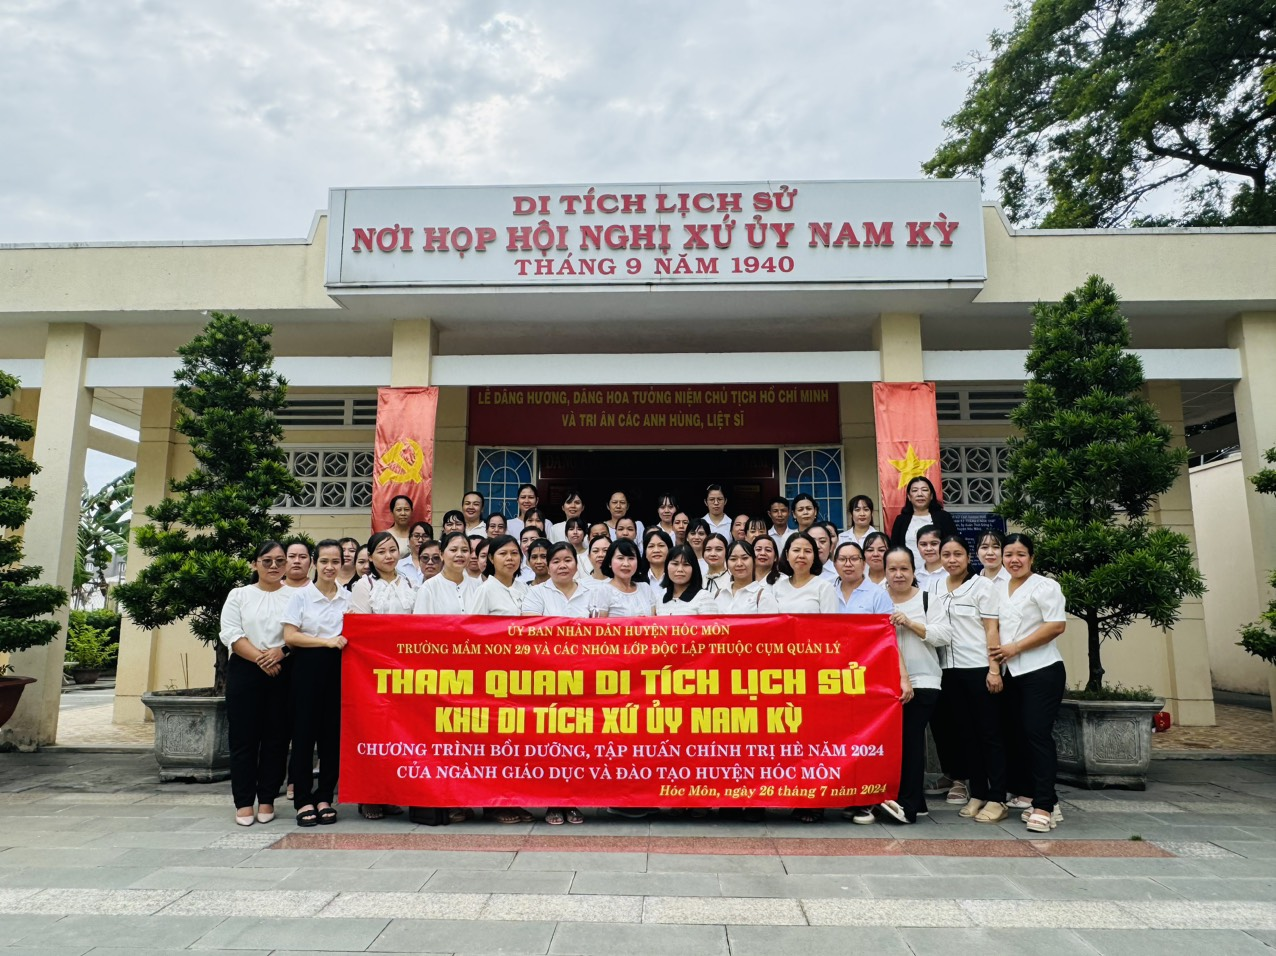 DI TÍCH LỊCH SỬ
NƠI HỌP HỘI NGHỊ XỨ ỦY NAM KỲ
THÁNG 9 NĂM 1940
LỄ DÂNG HƯƠNG, DÂNG HOA TƯỞNG NIỆM CHỦ TỊCH HỒ CHÍ MINH
VÀ TRI ÂN CÁC ANH HÙNG, LIỆT SĨ
ỦY BAN NHÂN DÂN HUYỆN HÓC MÔN
TRƯỜNG MẦM NON 2/9 VÀ CÁC NHÓM LỚP ĐỘC LẬP THUỘC CỤM QUẢN LÝ
THAM QUAN DI TÍCH LỊCH SỬ
KHU DI TÍCH XỨ ỦY NAM KỲ
CHƯƠNG TRÌNH BỒI DƯỠNG, TẬP HUẤN CHÍNH TRỊ HÈ NĂM 2024
CỦA NGÀNH GIÁO DỤC VÀ ĐÀO TẠO HUYỆN HÓC MÔN
Hóc Môn, ngày 26 tháng 7 năm 2024